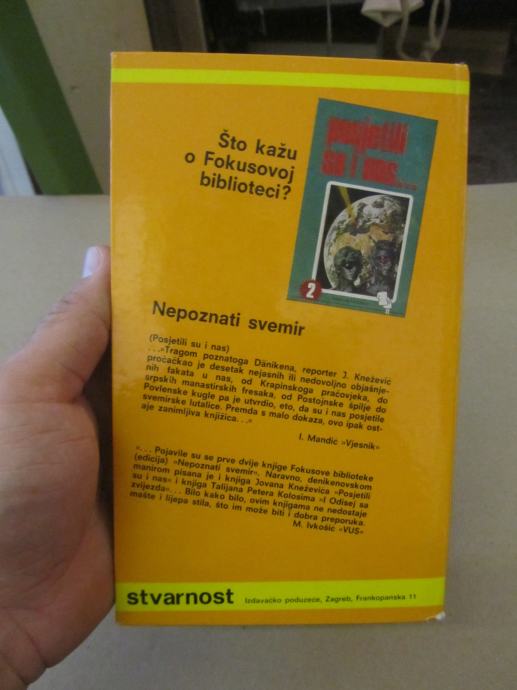 Što kažu
o Fokusovoj
biblioteci?
posjetili
su i nas...
2
Nepoznati svemir
(Posjetili su i nas)
...»Tragom poznatoga Dänikena, reporter J. Knežević
pročačkao je desetak nejasnih ili nedovoljno objašnje-
nih fakata u nas, od Krapinskoga pračovjeka, do
srpskih manastirskih fresaka, od Postojnske špilje do
Povlenske kugle pa je utvrdio, eto, da su i nas posjetile
svemirske lutalice. Premda s malo dokaza, ovo ipak ost-
aje zanimljiva knjižica...«
I. Mandić »Vjesnik«
»... Pojavile su se prve dvije knjige Fokusove biblioteke
(edicija) »Nepoznati svemir«. Naravno, denikenovskom
manirom pisana je i knjiga Jovana Kneževića »Posjetili
su i nas« i knjiga Talijana Petera Kolosima »I Odisej sa
zvijezda«... Bilo kako bilo, ovim knjigama ne nedostaje
mašte i lijepa stila, što im može biti i dobra preporuka.
M. Ivkošić »VUS«
stvarnost Izdavačko poduzeće, Zagreb, Frankopanska 11